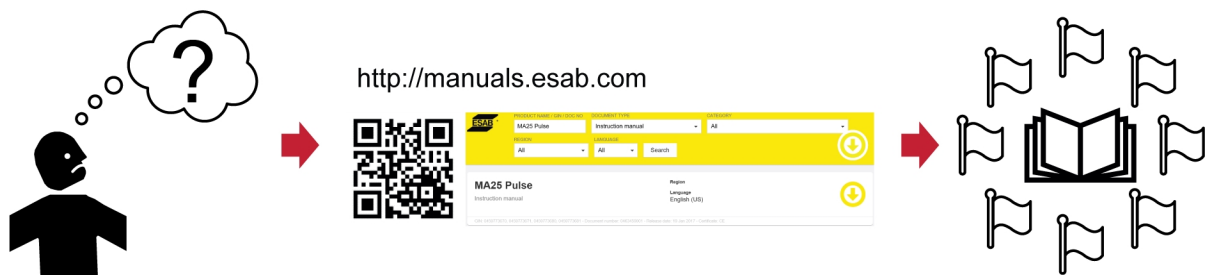 ?
http://manuals.esab.com
ESAB
PRODUCT NAME / GIN / DOC NO DOCUMENT TYPE CATEGORY
MA25 Pulse Instruction manual All
REGION LANGUAGE
All All Search
MA25 Pulse
Instruction manual
Region
Language
English (US)